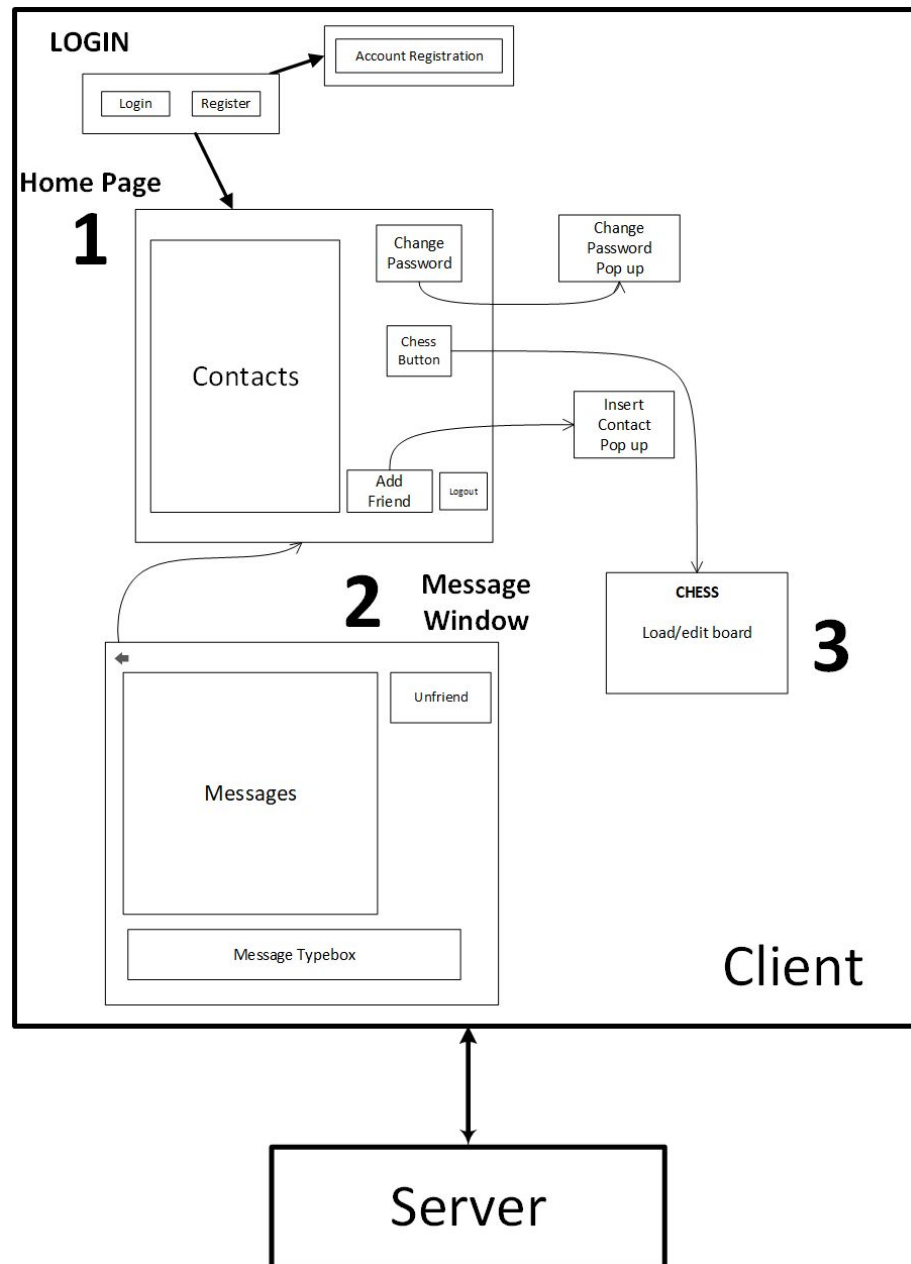 LOGIN
Account Registration
Login
Register
Home Page
1
Change
Password
Change
Password
Pop up
Chess
Button
Contacts
Insert
Contact
Pop up
Add
Friend
Logout
2
Message
Window
CHESS
Load/edit board
3
Unfriend
Messages
Message Typebox
Client
Server